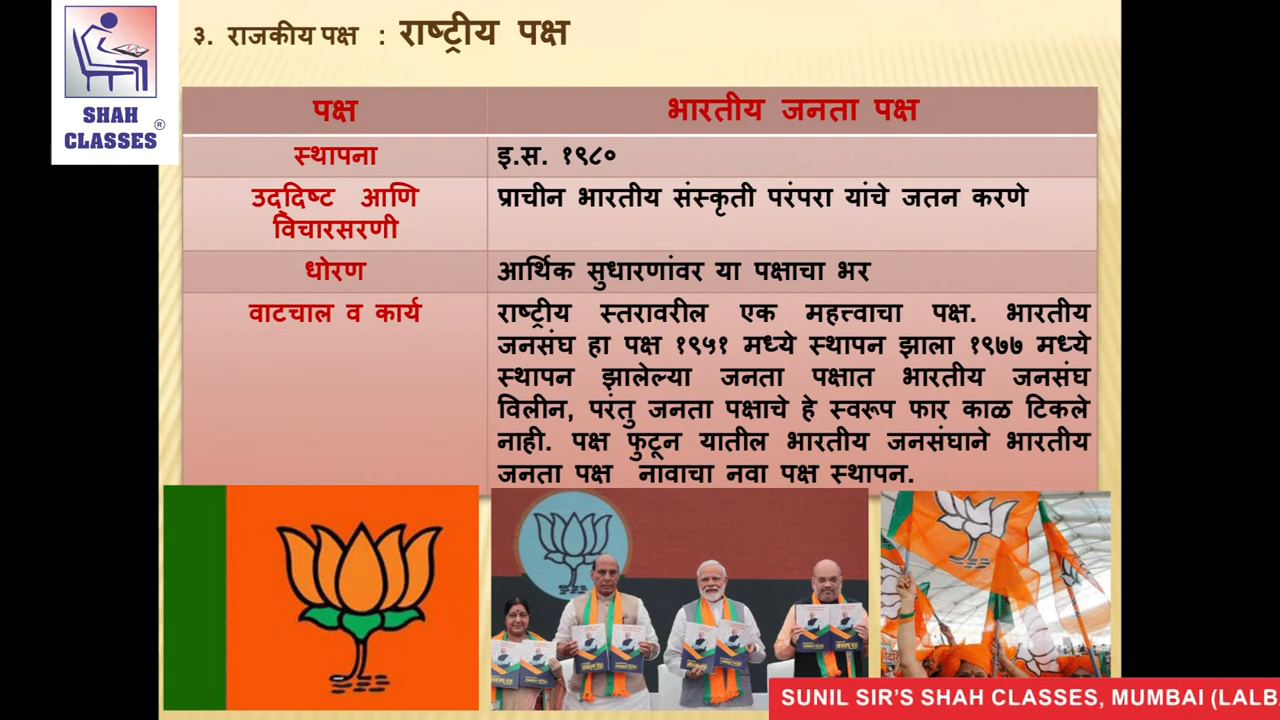 ३. राजकीय पक्ष : राष्ट्रीय पक्ष
SHAH
CLASSES®
पक्ष भारतीय जनता पक्ष
स्थापना इ.स. १९८०
उद्दिष्ट आणि
विचारसरणी
प्राचीन भारतीय संस्कृती परंपरा यांचे जतन करणे
धोरण आर्थिक सुधारणांवर या पक्षाचा भर
वाटचाल व कार्य
राष्ट्रीय स्तरावरील एक महत्त्वाचा पक्ष. भारतीय
जनसंघ हा पक्ष १९५१ मध्ये स्थापन झाला १९७७ मध्ये
स्थापन झालेल्या जनता पक्षात भारतीय जनसंघ
विलीन, परंतु जनता पक्षाचे हे स्वरूप फार काळ टिकले
नाही. पक्ष फुटून यातील भारतीय जनसंघाने भारतीय
जनता पक्ष नावाचा नवा पक्ष स्थापन.
SUNIL SIR'S SHAH CLASSES, MUMBAI (LALB